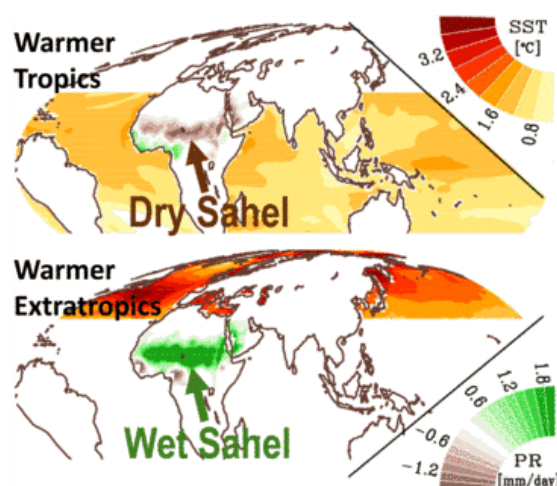 Warmer
Tropics
SST
[°C]
3.2
2.4
1.6
0.8
Dry Sahel
Warmer
Extratropics
Wet Sahel
1.8
1.2
0.6
-0.6
-1.2
PR
[mm/day]